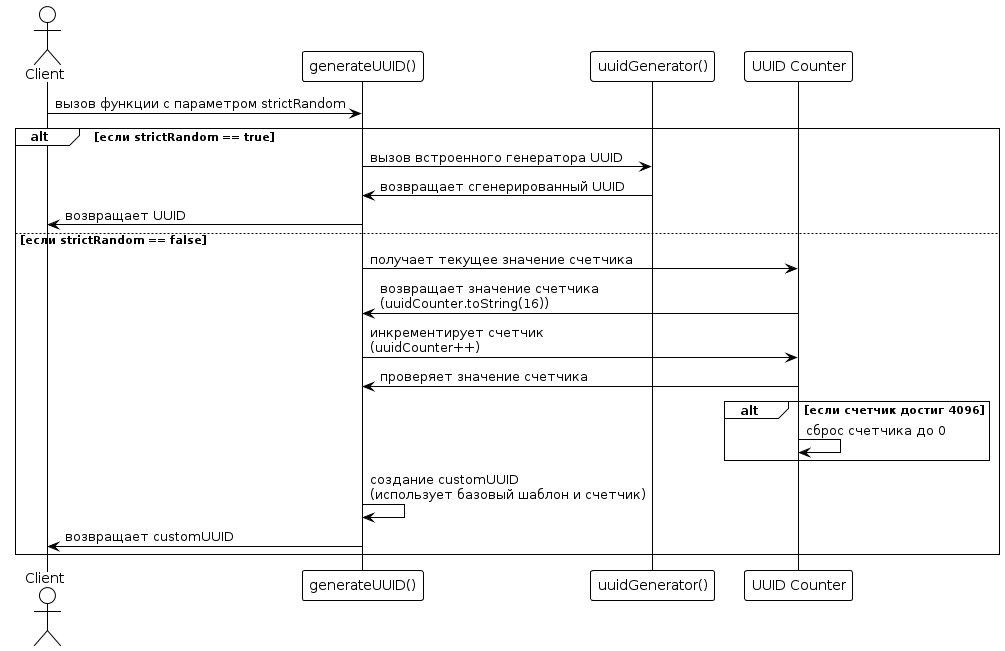 Client
generateUUID()
uuidGenerator()
UUID Counter
вызов функции с параметром strictRandom
alt
[если strictRandom == true]
вызов встроенного генератора UUID
возвращает сгенерированный UUID
возвращает UUID
[если strictRandom == false]
получает текущее значение счетчика
возвращает значение счетчика
(uuidCounter.toString(16))
инкрементирует счетчик
(uuidCounter++)
проверяет значение счетчика
alt
[если счетчик достиг 4096]
сброс счетчика до 0
создание customUUID
(использует базовый шаблон и счетчик)
возвращает customUUID
Client
generateUUID()
uuidGenerator()
UUID Counter